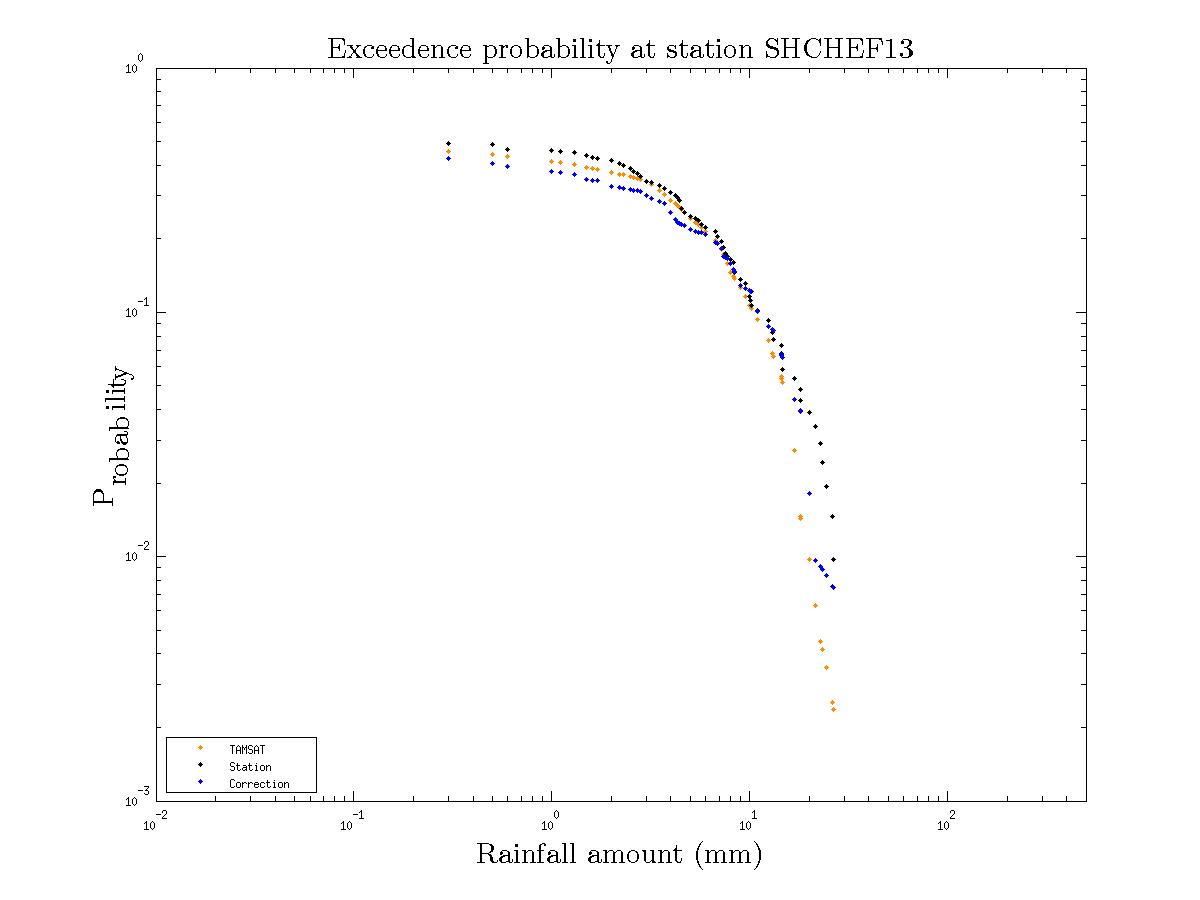 Exceedence probability at station SHCHEF13
10^0
10^-1
10^-2
10^-3
Probability
TAMSAT
Station
Correction
10^-2 10^-1 10^0 10^1 10^2
Rainfall amount (mm)